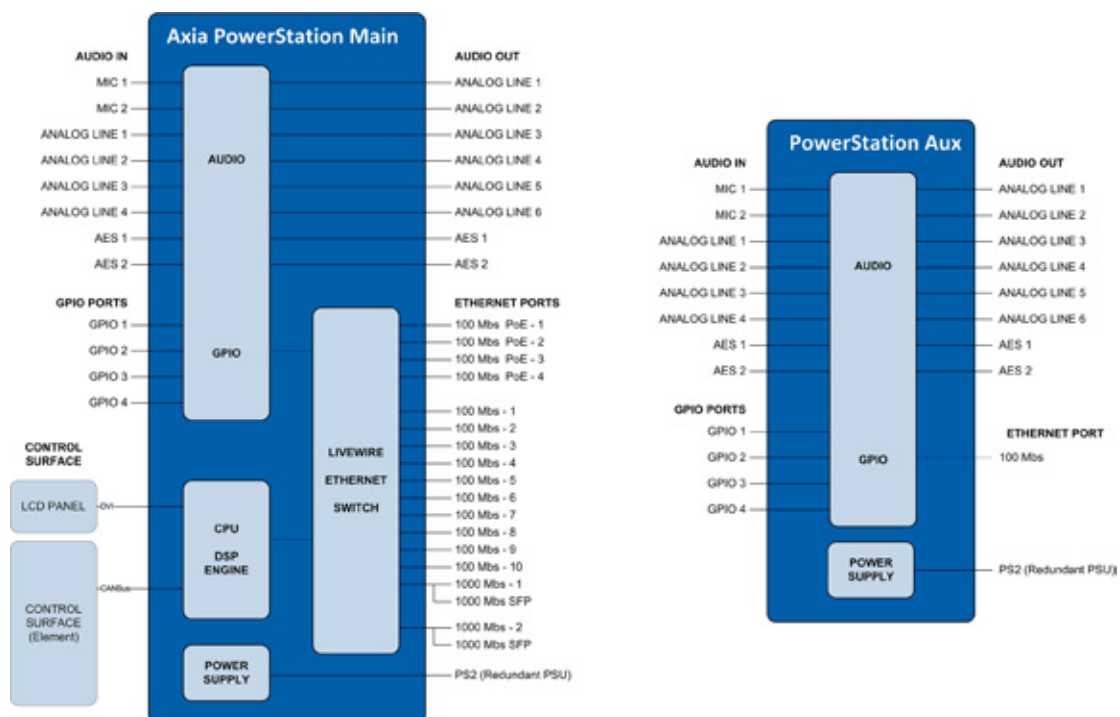 Axia PowerStation Main
AUDIO IN
MIC 1
MIC 2
ANALOG LINE 1
ANALOG LINE 2
ANALOG LINE 3
ANALOG LINE 4
AES 1
AES 2
GPIO PORTS
GPIO 1
GPIO 2
GPIO 3
GPIO 4
CONTROL
SURFACE
LCD PANEL
DVI
CONTROL
SURFACE
(Element)
CANBus
AUDIO
GPIO
CPU
DSP
ENGINE
POWER
SUPPLY
LIVEWIRE
ETHERNET
SWITCH
AUDIO OUT
ANALOG LINE 1
ANALOG LINE 2
ANALOG LINE 3
ANALOG LINE 4
ANALOG LINE 5
ANALOG LINE 6
AES 1
AES 2
ETHERNET PORTS
100 Mbs PoE - 1
100 Mbs PoE - 2
100 Mbs PoE - 3
100 Mbs PoE - 4
100 Mbs - 1
100 Mbs - 2
100 Mbs - 3
100 Mbs - 4
100 Mbs - 5
100 Mbs - 6
100 Mbs - 7
100 Mbs - 8
100 Mbs - 9
100 Mbs - 10
1000 Mbs - 1
1000 Mbs SFP
1000 Mbs - 2
1000 Mbs SFP
PS2 (Redundant PSU)
PowerStation Aux
AUDIO IN
MIC 1
MIC 2
ANALOG LINE 1
ANALOG LINE 2
ANALOG LINE 3
ANALOG LINE 4
AES 1
AES 2
GPIO PORTS
GPIO 1
GPIO 2
GPIO 3
GPIO 4
AUDIO
GPIO
POWER
SUPPLY
AUDIO OUT
ANALOG LINE 1
ANALOG LINE 2
ANALOG LINE 3
ANALOG LINE 4
ANALOG LINE 5
ANALOG LINE 6
AES 1
AES 2
ETHERNET PORT
100 Mbs
PS2 (Redundant PSU)